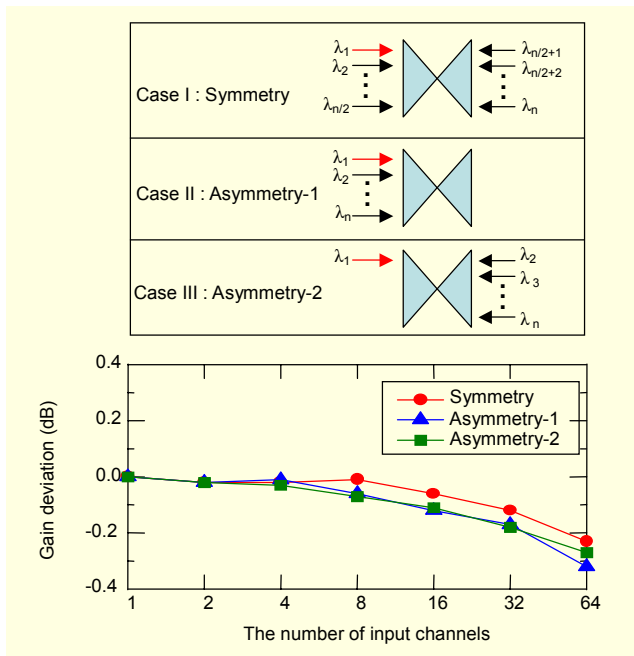 Case I : Symmetry
λ1
λ2
λn/2
λn/2+1
λn/2+2
λn
Case II : Asymmetry-1
λ1
λ2
λn
Case III : Asymmetry-2
λ1
λ2
λ3
λn
Gain deviation (dB)
0.4
0.0
-0.2
-0.4
Symmetry
Asymmetry-1
Asymmetry-2
1 2 4 8 16 32 64
The number of input channels